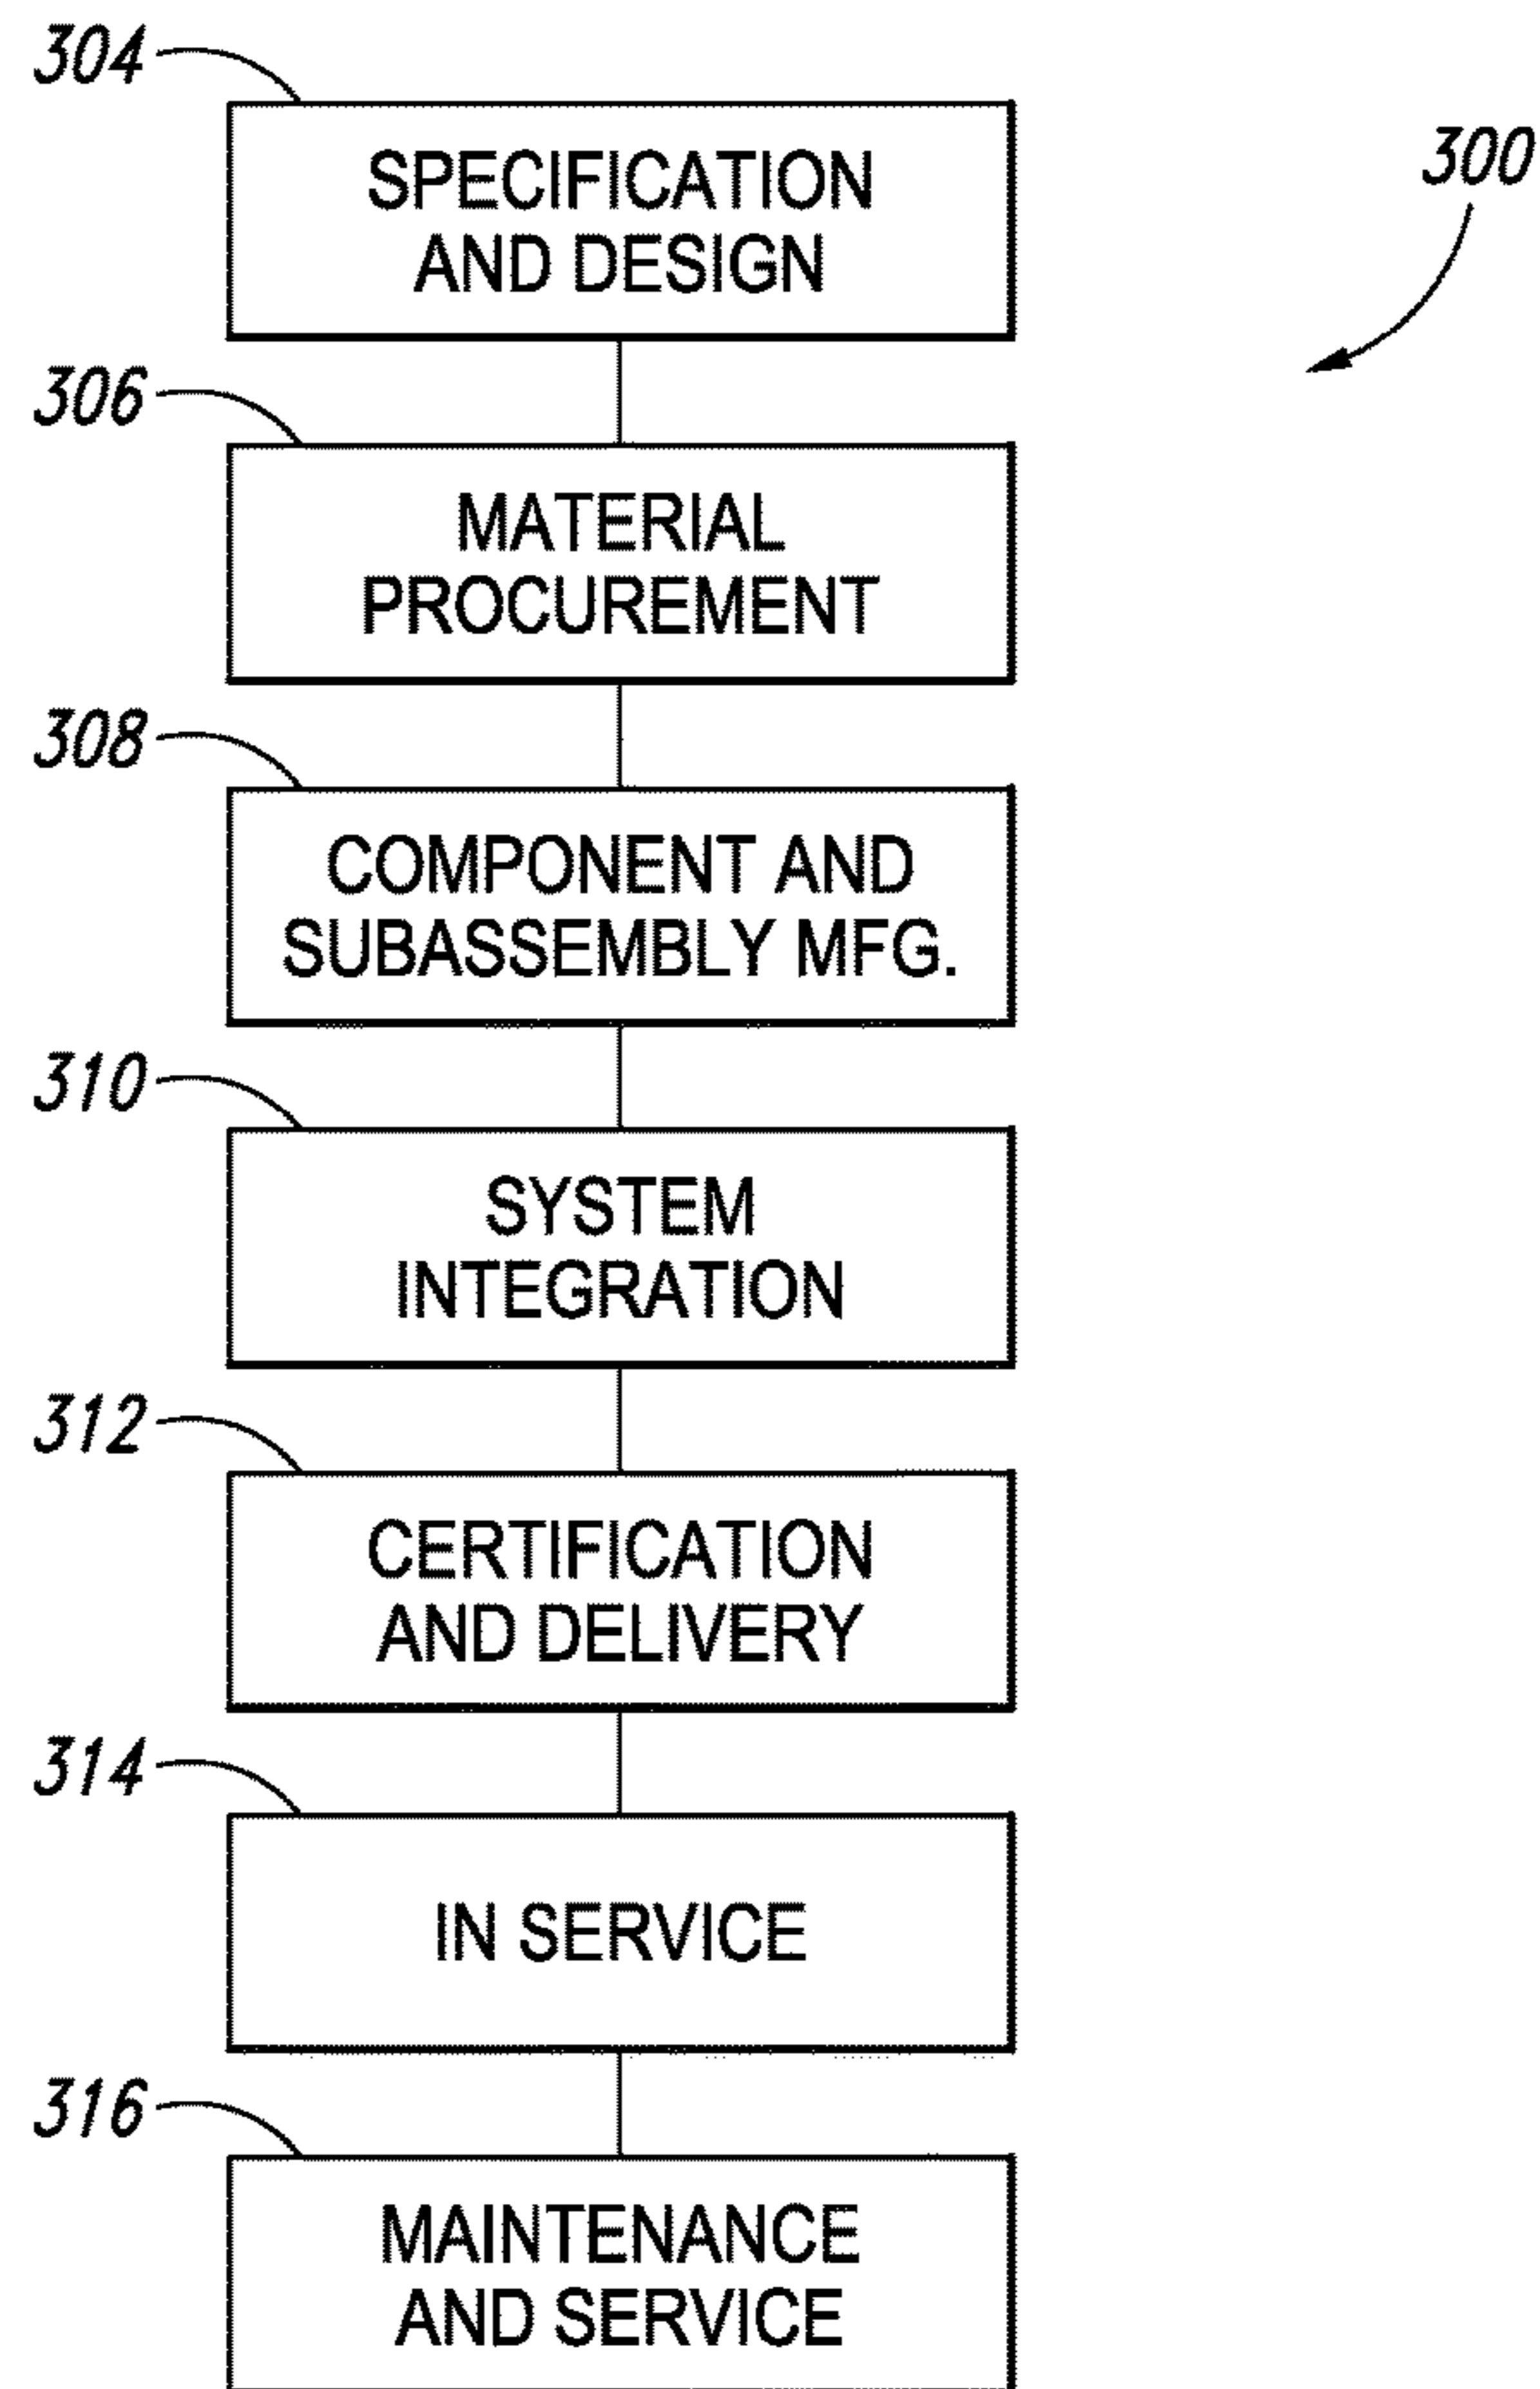 304
SPECIFICATION
AND DESIGN
300
306
MATERIAL
PROCUREMENT
308
COMPONENT AND
SUBASSEMBLY MFG.
310
SYSTEM
INTEGRATION
312
CERTIFICATION
AND DELIVERY
314
IN SERVICE
316
MAINTENANCE
AND SERVICE